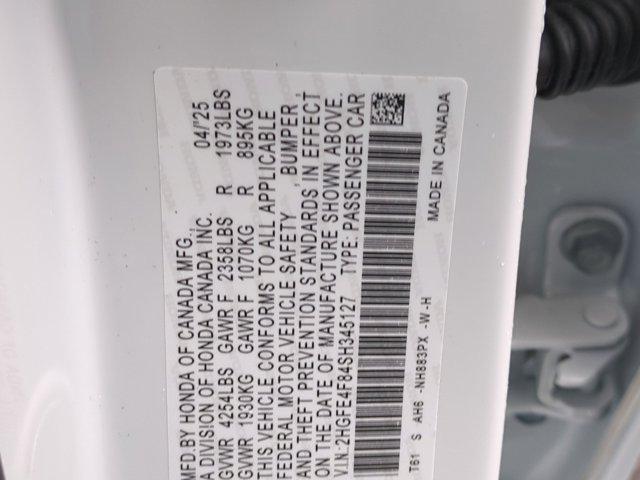 MFD.BY HONDA OF CANADA MFG. 04/'25
A DIVISION OF HONDA CANADA INC.
GVWR 4254LBS GAWR F 2358LBS R 1973LBS
GVWR 1930KG GAWR F 1070KG R 895KG
THIS VEHICLE CONFORMS TO ALL APPLICABLE
FEDERAL MOTOR VEHICLE SAFETY , BUMPER ,
AND THEFT PREVENTION STANDARDS IN EFFECT
ON THE DATE OF MANUFACTURE SHOWN ABOVE.
V.I.N.:2HGFE4F84SH345127 TYPE: PASSENGER CAR
T61 S AH6 -NH883PX -W-H
MADE IN CANADA